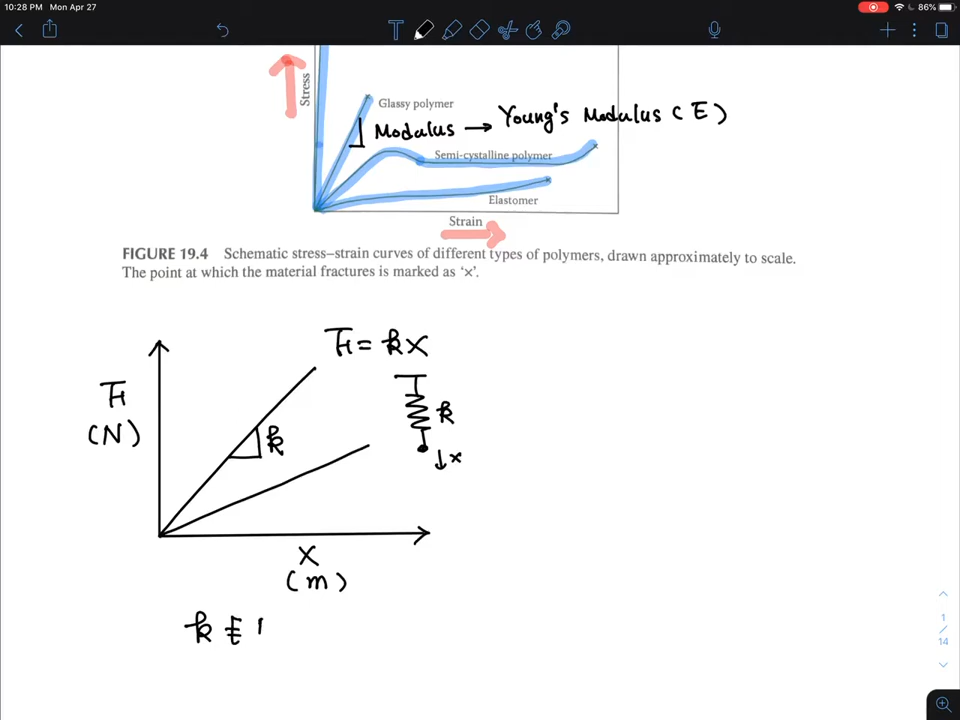 10:28 PM Mon Apr 27
86%
T
Stress
Glassy polymer
Modulus → Young's Modulus (E)
Semi-cystalline polymer
Elastomer
Strain
FIGURE 19.4 Schematic stress–strain curves of different types of polymers, drawn approximately to scale.
The point at which the material fractures is marked as ‘×’.
F = kx
F
(N)
k
k
↓x
x
(m)
1
/
14